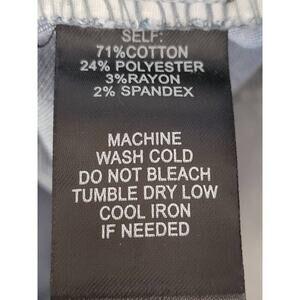 SELF:
71%COTTON
24% POLYESTER
3%RAYON
2% SPANDEX
MACHINE
WASH COLD
DO NOT BLEACH
TUMBLE DRY LOW
COOL IRON
IF NEEDED